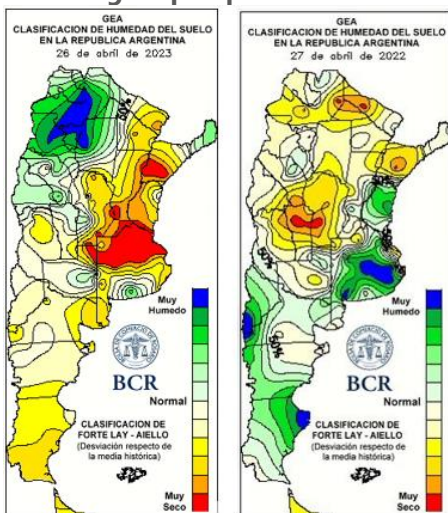 GEA
CLASIFICACION DE HUMEDAD DEL SUELO
EN LA REPUBLICA ARGENTINA
26 de abril de 2023
50%
Muy
Humedo
BCR
Normal
CLASIFICACION DE
FORTE LAY - AIELLO
(Desviación respecto de
la media histórica)
Muy
Seco
GEA
CLASIFICACION DE HUMEDAD DEL SUELO
EN LA REPUBLICA ARGENTINA
27 de abril de 2022
50%
50%
50%
Muy
Humedo
BCR
Normal
CLASIFICACION DE
FORTE LAY - AIELLO
(Desviación respecto de
la media histórica)
Muy
Seco